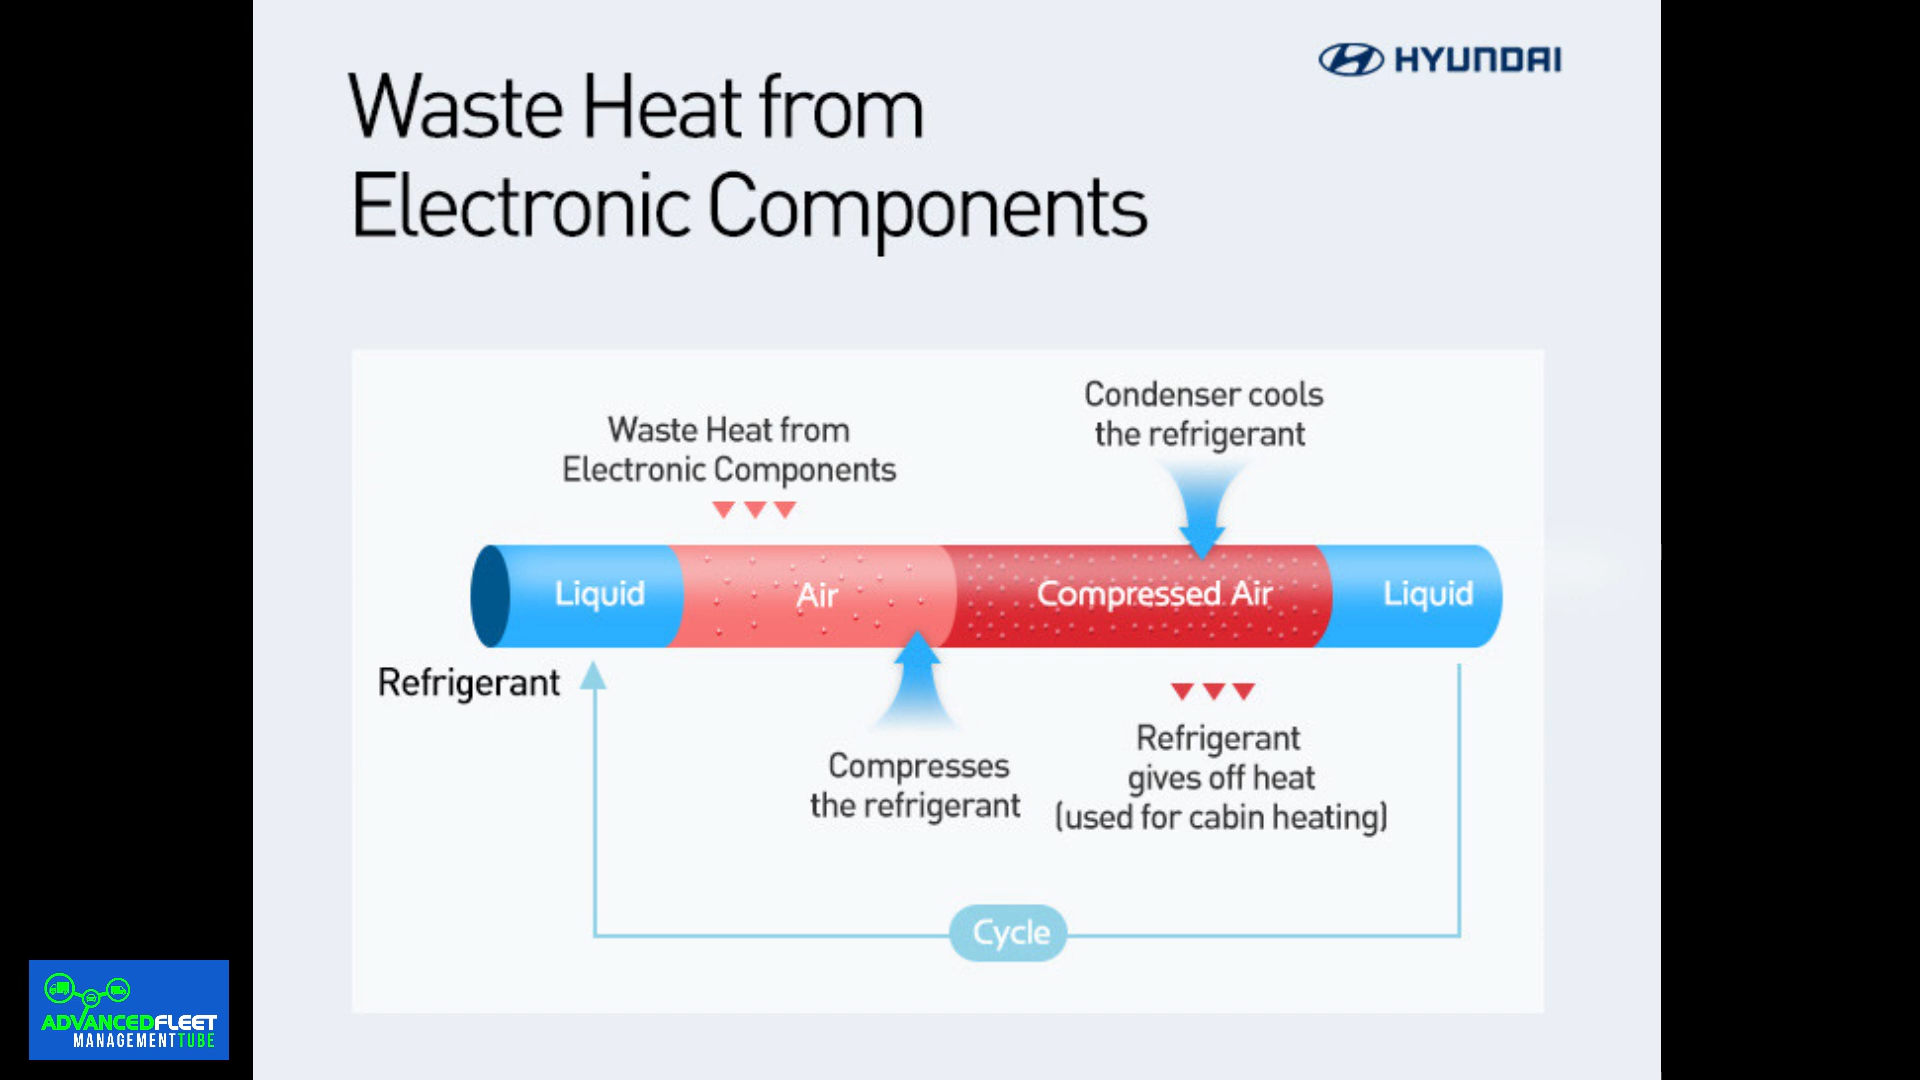 HYUNDAI
Waste Heat from
Electronic Components
Waste Heat from
Electronic Components
Condenser cools
the refrigerant
Liquid
Air
Compressed Air
Liquid
Refrigerant
Compresses
the refrigerant
Refrigerant
gives off heat
(used for cabin heating)
Cycle
ADVANCEDFLEET
MANAGEMENTTUBE